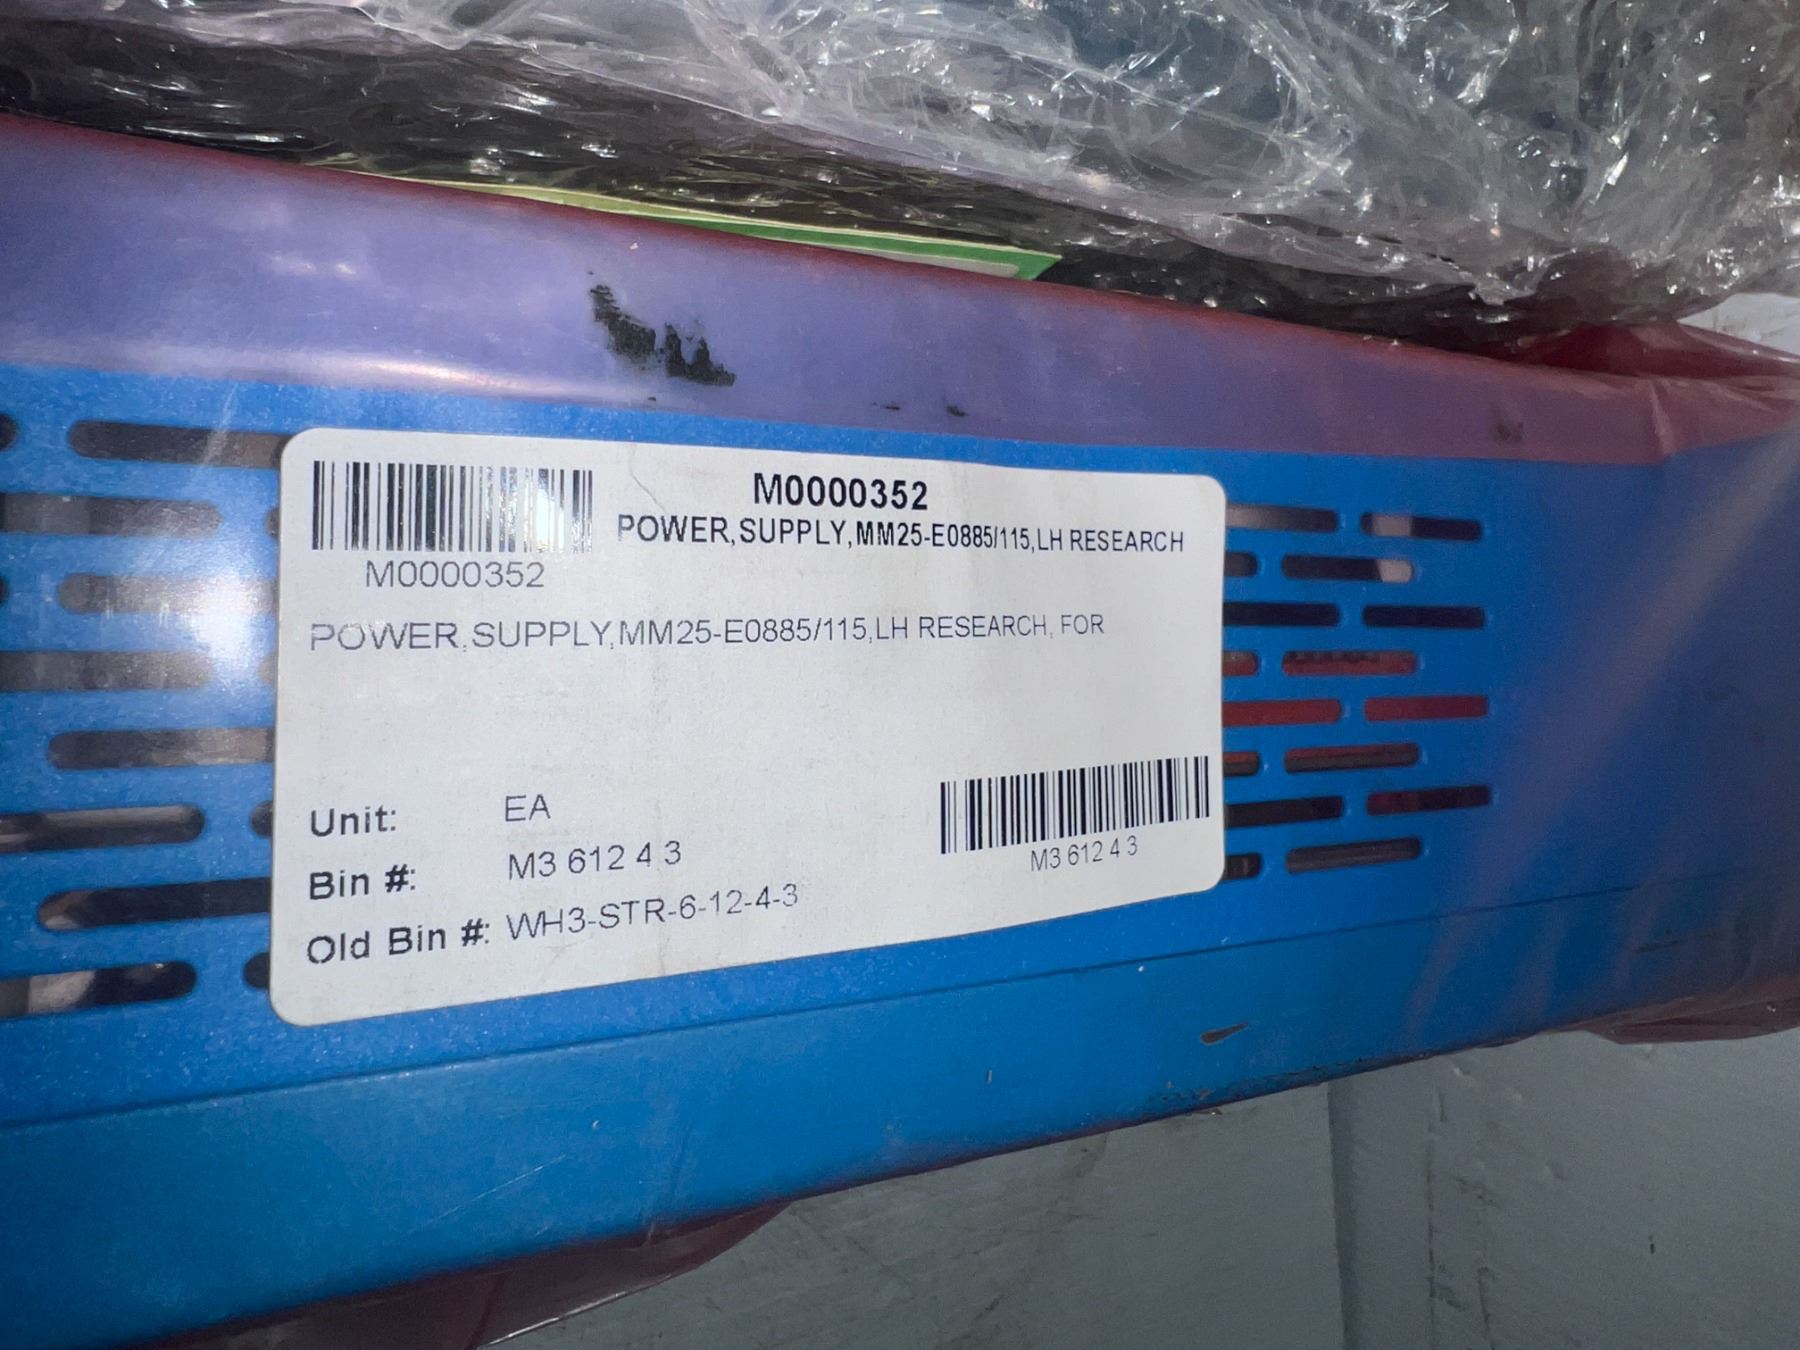 M0000352
POWER,SUPPLY,MM25-E0885/115,LH RESEARCH
M0000352
POWER,SUPPLY,MM25-E0885/115,LH RESEARCH, FOR
Unit: EA
Bin #: M3 612 4 3
M3 612 4 3
Old Bin #: WH3-STR-6-12-4-3